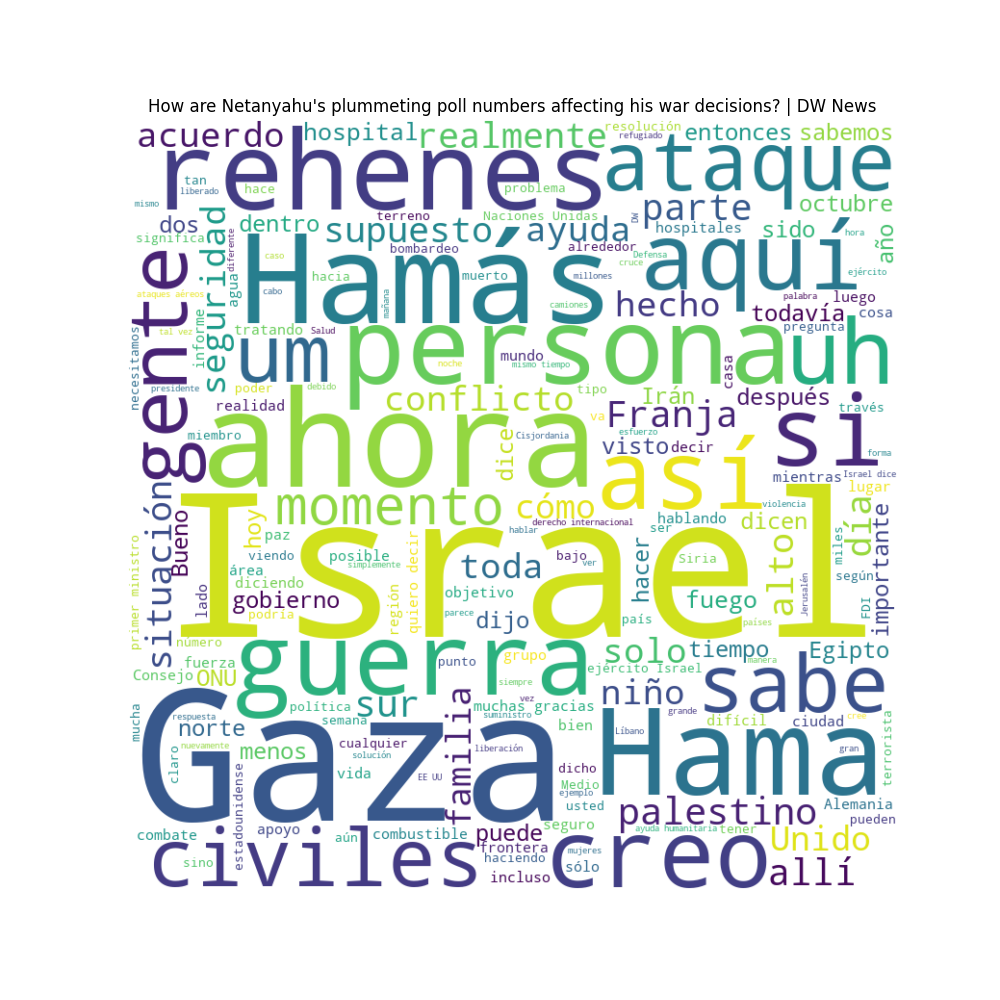 How are Netanyahu's plummeting poll numbers affecting his war decisions? | DW News
acuerdo
hospital
realmente
resolución
refugiado
entonces
sabemos
rehenes
ataque
tan
liberado
hace
mismo
problema
parte
octubre
dos
significa
dentro
terreno
Naciones Unidas
DW
hospitales
sido
hora
año
supuesto
ayuda
bombardeo
alrededor
Defensa
cruce
seguridad
diferente
Hamás
aquí
caso
hacia
muerto
millones
ejército
agua
cabo
mañana
camiones
ataques aéreos
gente
hecho
palabra
luego
todavía
cosa
informe
tratando
Salud
persona
uh
pregunta
necesitamos
tal vez
um
mundo
noche
mismo tiempo
casa
presidente
poder
debido
conflicto
tipo
Irán
después
realidad
va
Franja
través
miembro
ahora
dice
Cisjordania
esfuerzo
visto
decir
si
forma
mientras
Israel dice
así
lugar
situación
momento
cómo
violencia
Bueno
hoy
derecho internacional
hablando
dicen
día
paz
hablar
ser
alto
miles
importante
primer ministro
viendo
posible
simplemente
quiero decir
Israel
toda
bajo
ver
hacer
Siria
Jerusalén
según
área
diciendo
objetivo
lado
gobierno
fuego
FDI
podría
región
parece
dijo
país
países
número
guerra
solo
tiempo
Egipto
fuerza
punto
grupo
ejército Israel
manera
Consejo
ONU
siempre
niño
sabe
mucha
respuesta
política
sur
familia
muchas gracias
vez
grande
norte
semana
suministro
bien
Líbano
difícil
ciudad
cree
nuevamente
Gaza
Hama
claro
menos
cualquier
solución
liberación
gran
terrorista
estadounidense
vida
EE UU
dicho
Medio
ejemplo
usted
palestino
Alemania
pueden
combate
apoyo
aún
combustible
puede
seguro
ayuda humanitaria
tener
Unido
civiles
frontera
creo
sino
haciendo
mujeres
sólo
incluso
allí